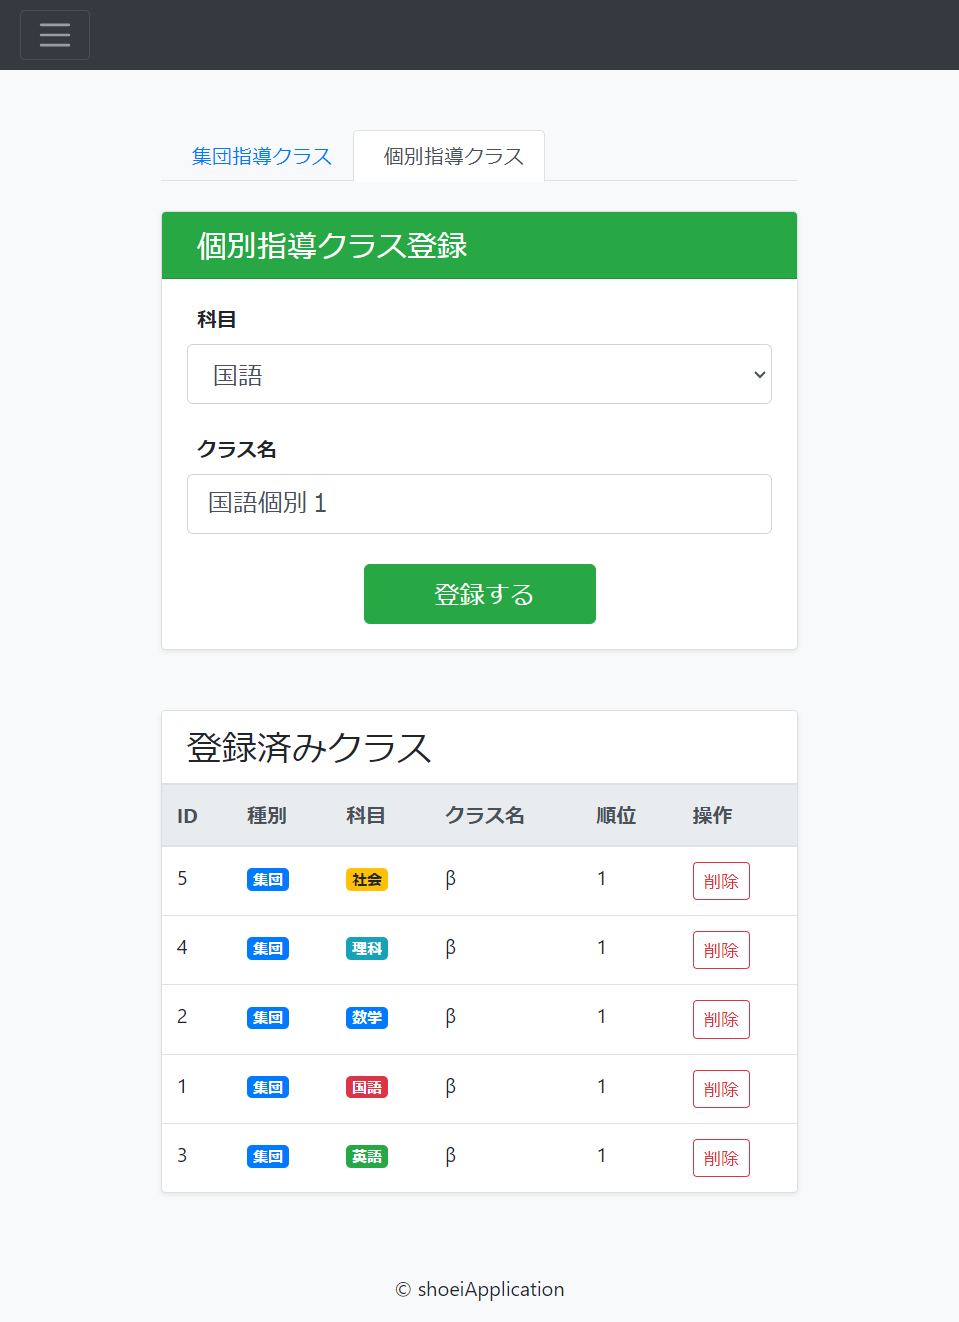 集団指導クラス 個別指導クラス
個別指導クラス登録
科目
国語
クラス名
国語個別１
登録する
登録済みクラス
ID 種別 科目 クラス名 順位 操作
5 集団 社会 β 1 削除
4 集団 理科 β 1 削除
2 集団 数学 β 1 削除
1 集団 国語 β 1 削除
3 集団 英語 β 1 削除
© shoeiApplication